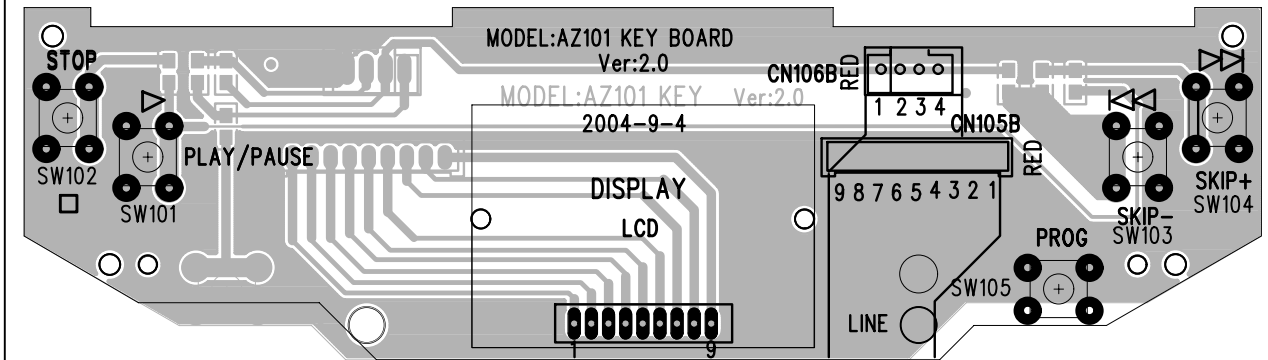 MODEL:AZ101 KEY BOARD
Ver:2.0
STOP
CN106B
RED
MODEL:AZ101 KEY Ver:2.0
1 2 3 4
2004-9-4
CN105B
PLAY/PAUSE
RED
SW102
SW101
DISPLAY
9 8 7 6 5 4 3 2 1
SKIP+
SW104
LCD
SKIP-
SW103
PROG
SW105
LINE
1 9